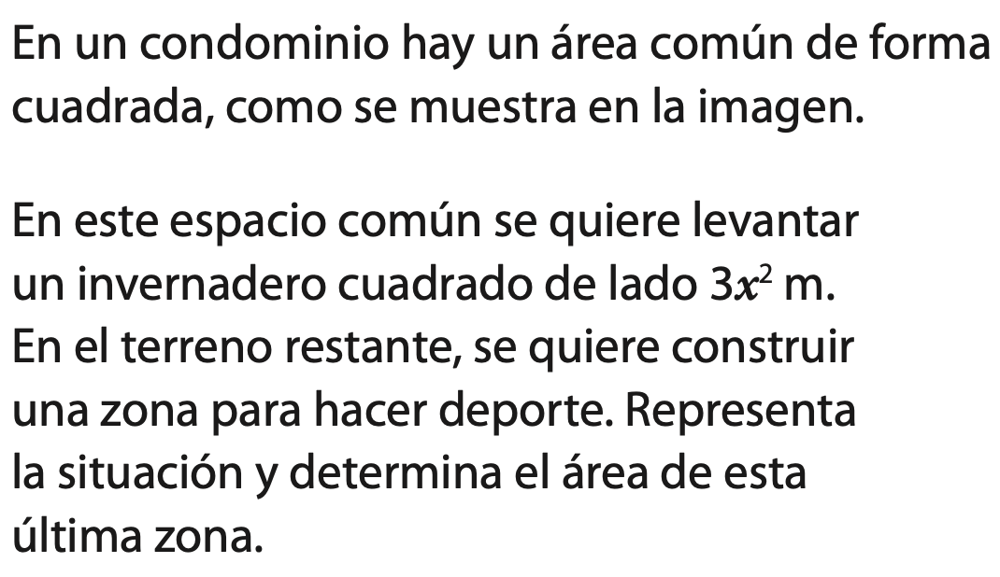 En un condominio hay un área común de forma
cuadrada, como se muestra en la imagen.
En este espacio común se quiere levantar
un invernadero cuadrado de lado 3x² m.
En el terreno restante, se quiere construir
una zona para hacer deporte. Representa
la situación y determina el área de esta
última zona.